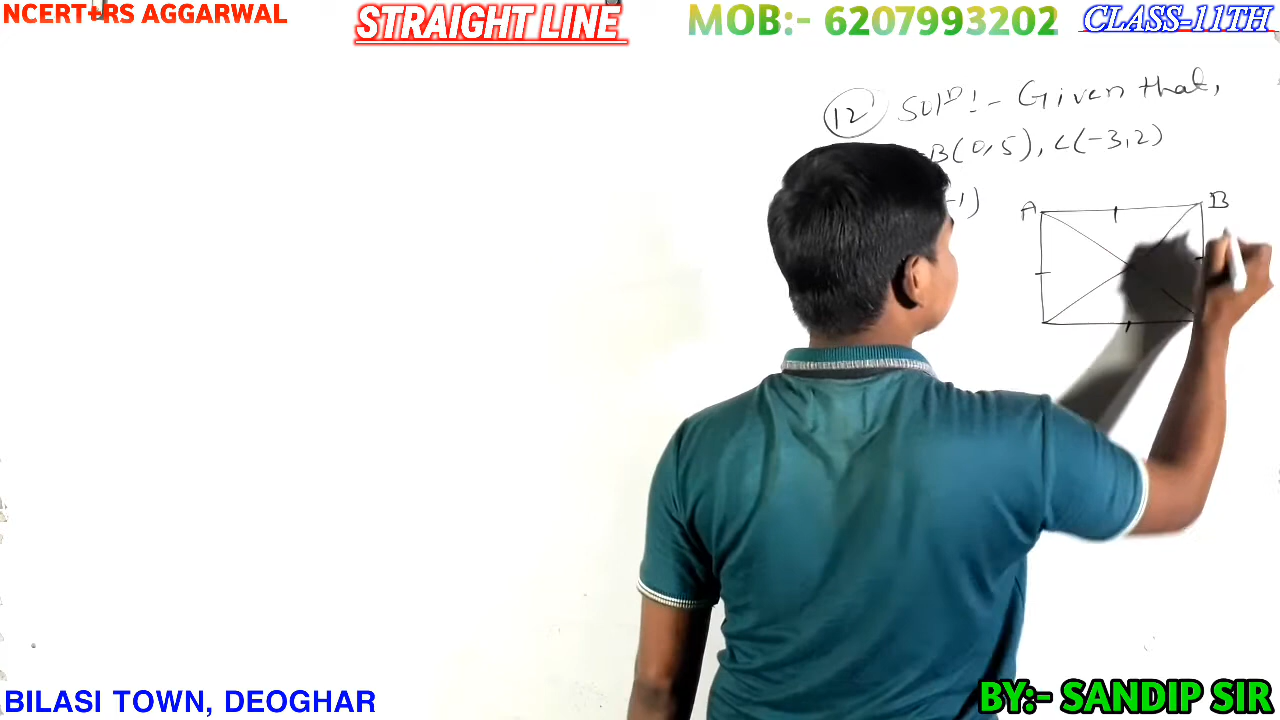 NCERT+RS AGGARWAL
STRAIGHT LINE
MOB:- 6207993202
CLASS-11TH
12 Solⁿ:- Given that,
B(0,5), C(-3,2)
-1)
A B
BILASI TOWN, DEOGHAR
BY:- SANDIP SIR